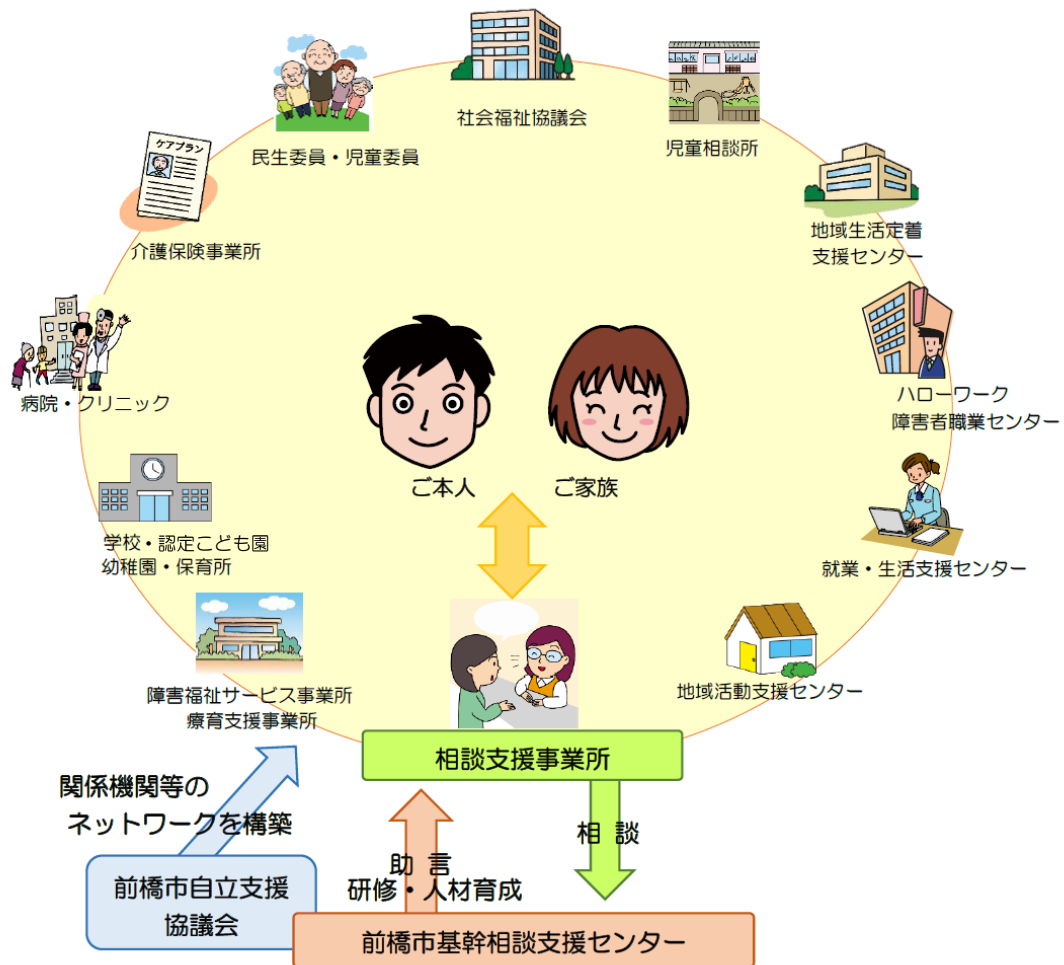 社会福祉協議会
民生委員・児童委員
児童相談所
ケアプラン
介護保険事業所
地域生活定着
支援センター
病院・クリニック
ハローワーク
障害者職業センター
ご本人
ご家族
学校・認定こども園
幼稚園・保育所
就業・生活支援センター
障害福祉サービス事業所
療育支援事業所
地域活動支援センター
相談支援事業所
関係機関等の
ネットワークを構築
相 談
助 言
研修・人材育成
前橋市自立支援
協議会
前橋市基幹相談支援センター